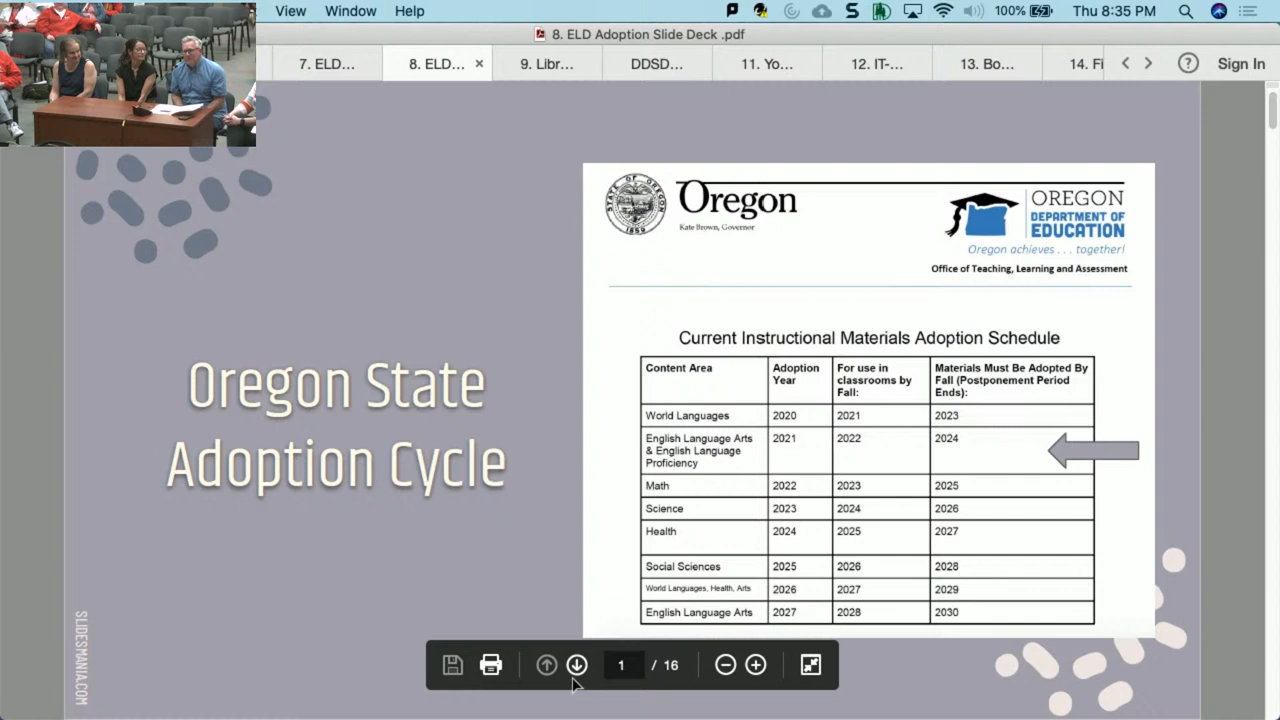 View Window Help
100% Thu 8:35 PM
8. ELD Adoption Slide Deck .pdf
7. ELD...
8. ELD... ×
9. Libr...
DDSD...
11. Yo...
12. IT-...
13. Bo...
14. Fi
Sign In
STATE OF OREGON
1859
Oregon
Kate Brown, Governor
OREGON
DEPARTMENT OF
EDUCATION
Oregon achieves . . . together!
Office of Teaching, Learning and Assessment
Oregon State
Adoption Cycle
Current Instructional Materials Adoption Schedule
Content Area
Adoption
Year
For use in
classrooms by
Fall:
Materials Must Be Adopted By
Fall (Postponement Period
Ends):
World Languages 2020 2021 2023
English Language Arts 2021 2022 2024
& English Language
Proficiency
Math 2022 2023 2025
Science 2023 2024 2026
Health 2024 2025 2027
Social Sciences 2025 2026 2028
World Languages, Health, Arts 2026 2027 2029
English Language Arts 2027 2028 2030
SLIDESMANIA.COM
1 / 16